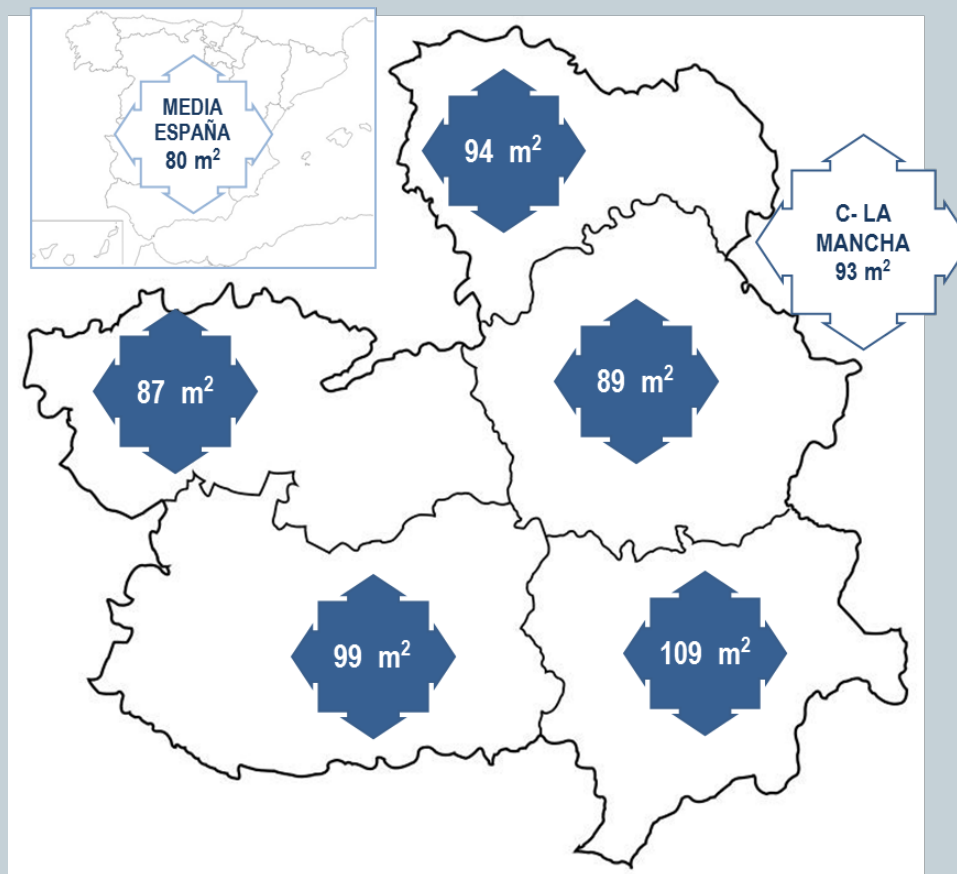 MEDIA
ESPAÑA
80 m²
94 m²
C- LA
MANCHA
93 m²
87 m²
89 m²
99 m²
109 m²